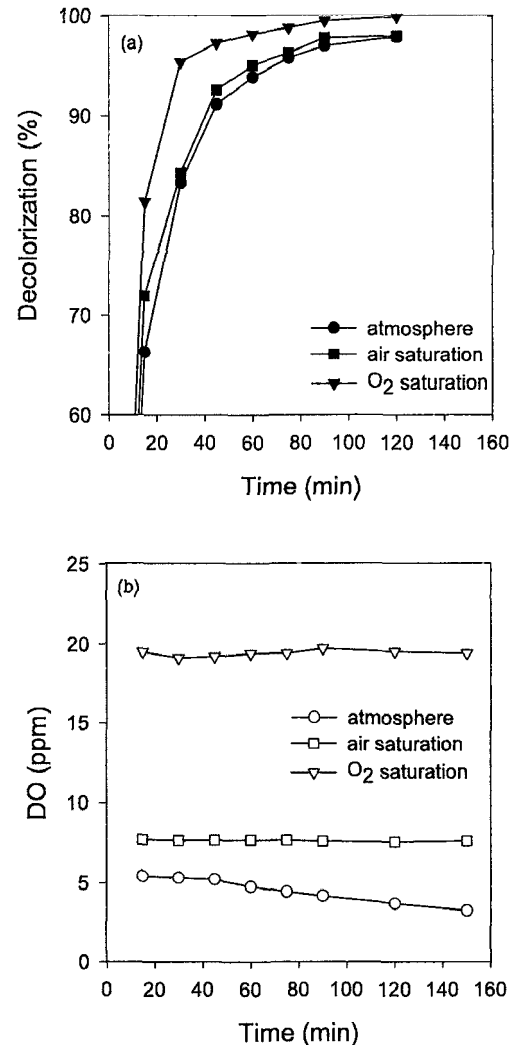 100
(a)
90
80
70
60
Decolorization (%)
atmosphere
air saturation
O2 saturation
0 20 40 60 80 100 120 140 160
Time (min)
25
(b)
20
15
10
5
0
DO (ppm)
atmosphere
air saturation
O2 saturation
0 20 40 60 80 100 120 140 160
Time (min)